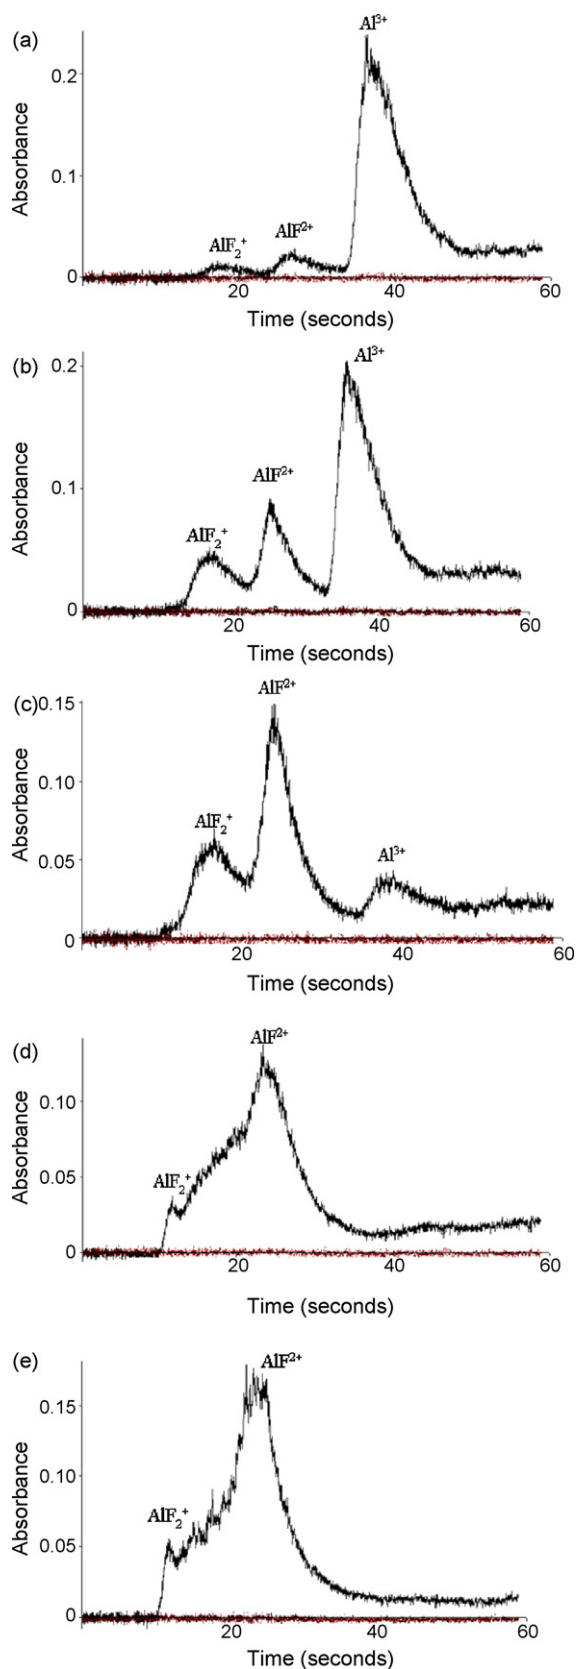 (a)
Al³⁺
0.2
Absorbance
0.1
AlF₂⁺
AlF²⁺
0
20
40
60
Time (seconds)
(b)
0.2
Al³⁺
Absorbance
AlF²⁺
0.1
AlF₂⁺
0
20
40
60
Time (seconds)
(c)
0.15
AlF²⁺
Absorbance
0.10
AlF₂⁺
0.05
Al³⁺
0
20
40
60
Time (seconds)
(d)
AlF²⁺
Absorbance
0.10
0.05
AlF₂⁺
0
20
40
60
Time (seconds)
(e)
AlF²⁺
0.15
Absorbance
0.10
AlF₂⁺
0.05
0
20
40
60
Time (seconds)